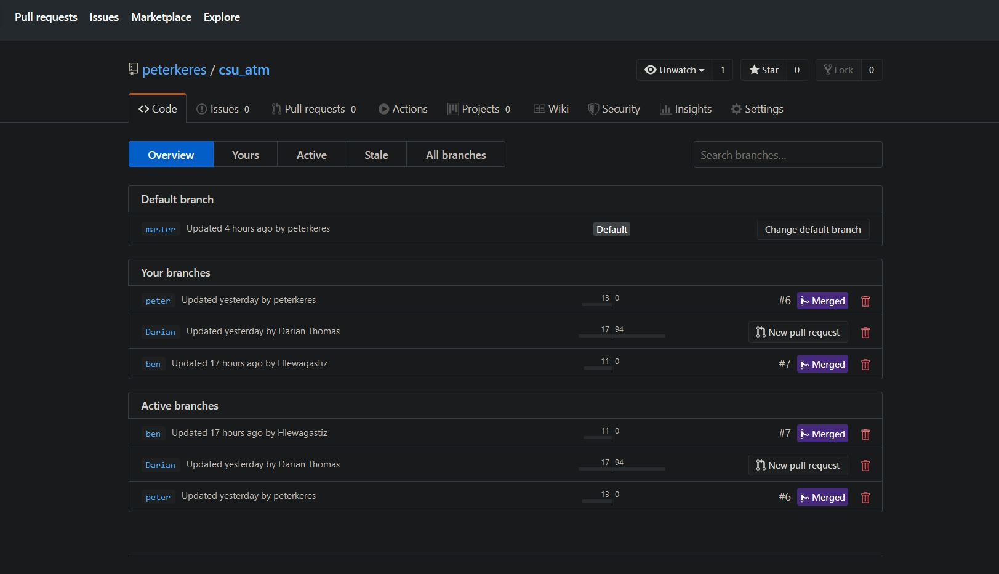 Pull requests Issues Marketplace Explore
peterkeres / csu_atm
Unwatch 1 Star 0 Fork 0
Code Issues 0 Pull requests 0 Actions Projects 0 Wiki Security Insights Settings
Overview Yours Active Stale All branches Search branches...
Default branch
master Updated 4 hours ago by peterkeres Default Change default branch
Your branches
peter Updated yesterday by peterkeres 13 0 #6 Merged
Darian Updated yesterday by Darian Thomas 17 94 New pull request
ben Updated 17 hours ago by Hlewagastiz 11 0 #7 Merged
Active branches
ben Updated 17 hours ago by Hlewagastiz 11 0 #7 Merged
Darian Updated yesterday by Darian Thomas 17 94 New pull request
peter Updated yesterday by peterkeres 13 0 #6 Merged